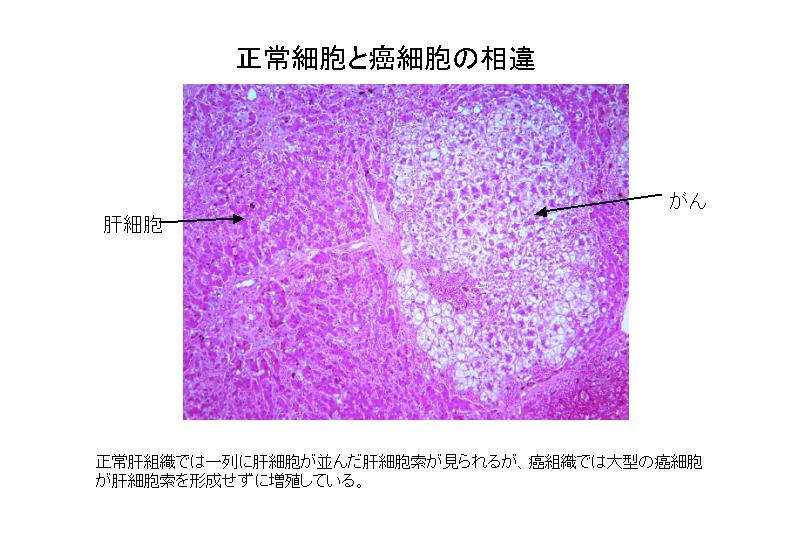 正常細胞と癌細胞の相違
肝細胞
がん
正常肝組織では一列に肝細胞が並んだ肝細胞索が見られるが、癌組織では大型の癌細胞
が肝細胞索を形成せずに増殖している。